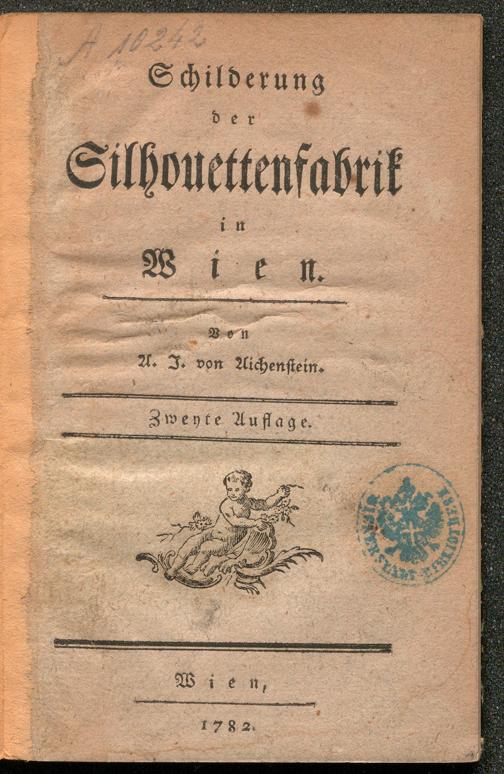 A 10242
Schilderung
der
Silhouettenfabrik
in
Wien.
Von
A. J. von Aichenstein.
Zweyte Auflage.
Wien,
1782.